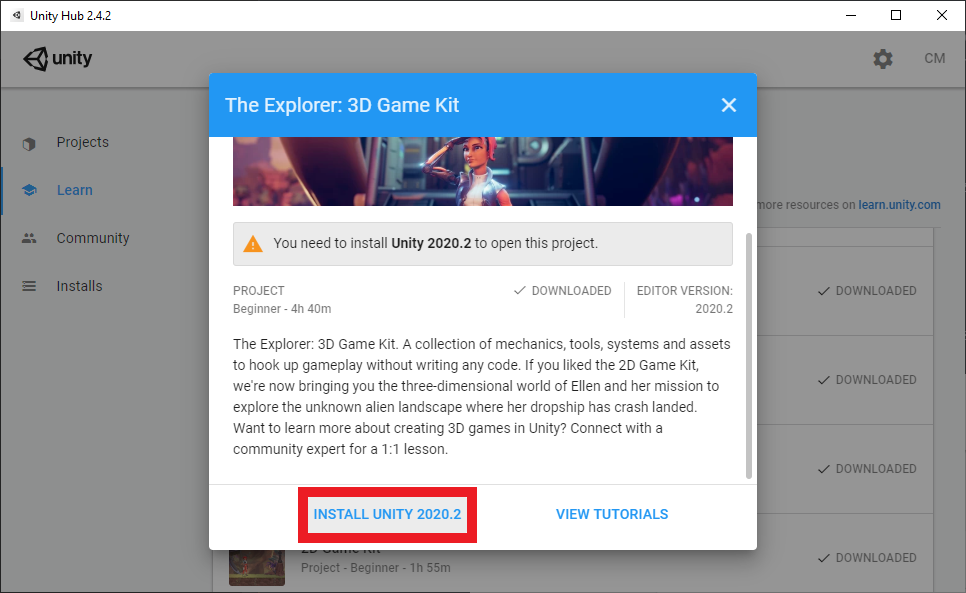 Unity Hub 2.4.2
unity
CM
The Explorer: 3D Game Kit
Projects
Learn
Community
Installs
more resources on learn.unity.com
You need to install Unity 2020.2 to open this project.
PROJECT
Beginner - 4h 40m
DOWNLOADED
EDITOR VERSION:
2020.2
The Explorer: 3D Game Kit. A collection of mechanics, tools, systems and assets
to hook up gameplay without writing any code. If you liked the 2D Game Kit,
we're now bringing you the three-dimensional world of Ellen and her mission to
explore the unknown alien landscape where her dropship has crash landed.
Want to learn more about creating 3D games in Unity? Connect with a
community expert for a 1:1 lesson.
INSTALL UNITY 2020.2
VIEW TUTORIALS
DOWNLOADED
DOWNLOADED
DOWNLOADED
2D Game Kit
Project - Beginner - 1h 55m
DOWNLOADED